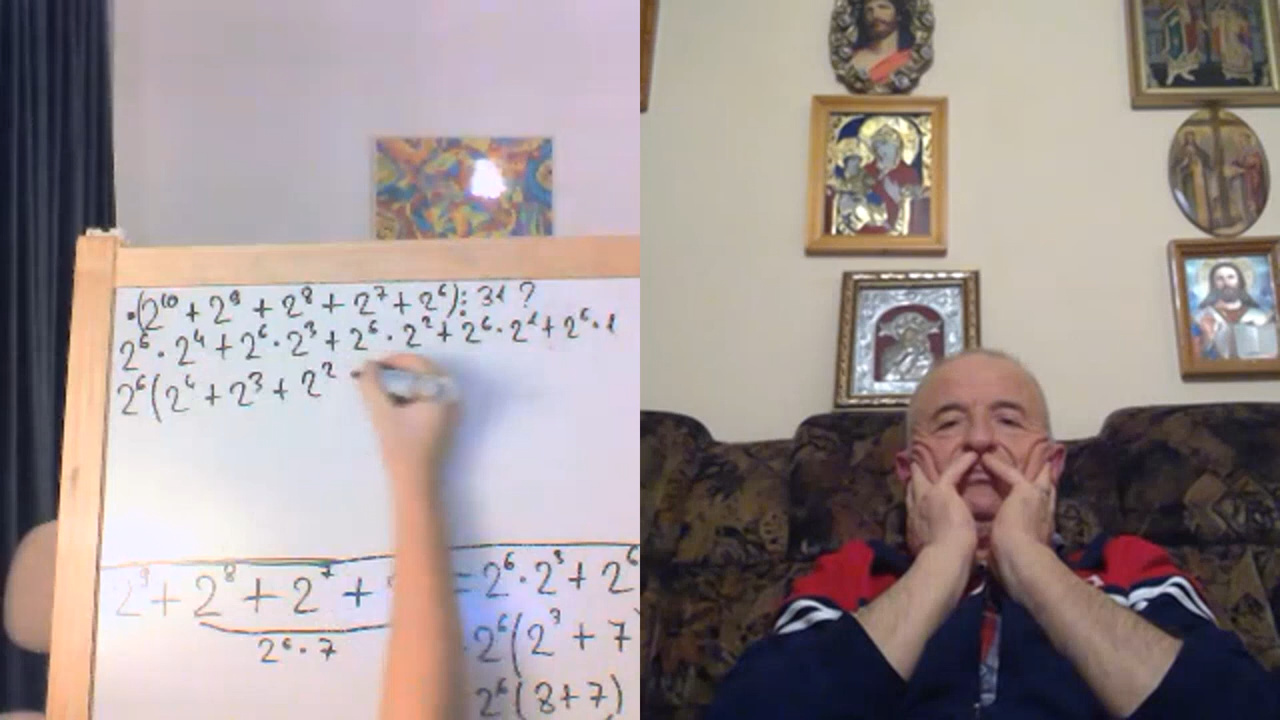 •(2¹⁰ + 2⁹ + 2⁸ + 2⁷ + 2⁶) : 31 ?
2⁶ · 2⁴ + 2⁶ · 2³ + 2⁶ · 2² + 2⁶ · 2¹ + 2⁶ · 1
2⁶(2⁴ + 2³ + 2²
2⁹ + 2⁸ + 2⁷ + = 2⁶ · 2³ + 2⁶
2⁶ · 7
2⁶(2³ + 7
2⁶(8 + 7)